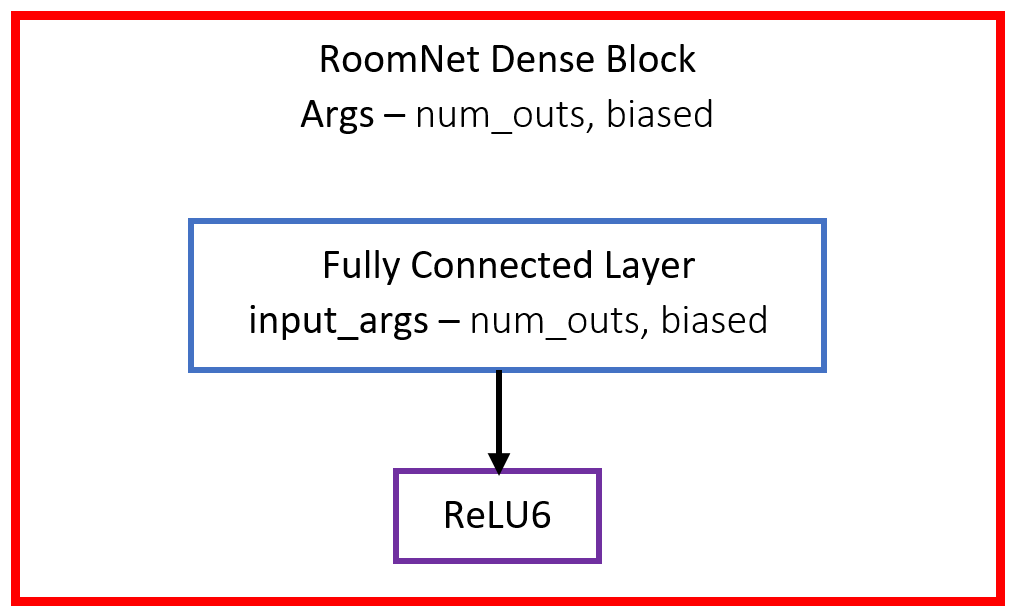 RoomNet Dense Block
Args – num_outs, biased
Fully Connected Layer
input_args – num_outs, biased
ReLU6